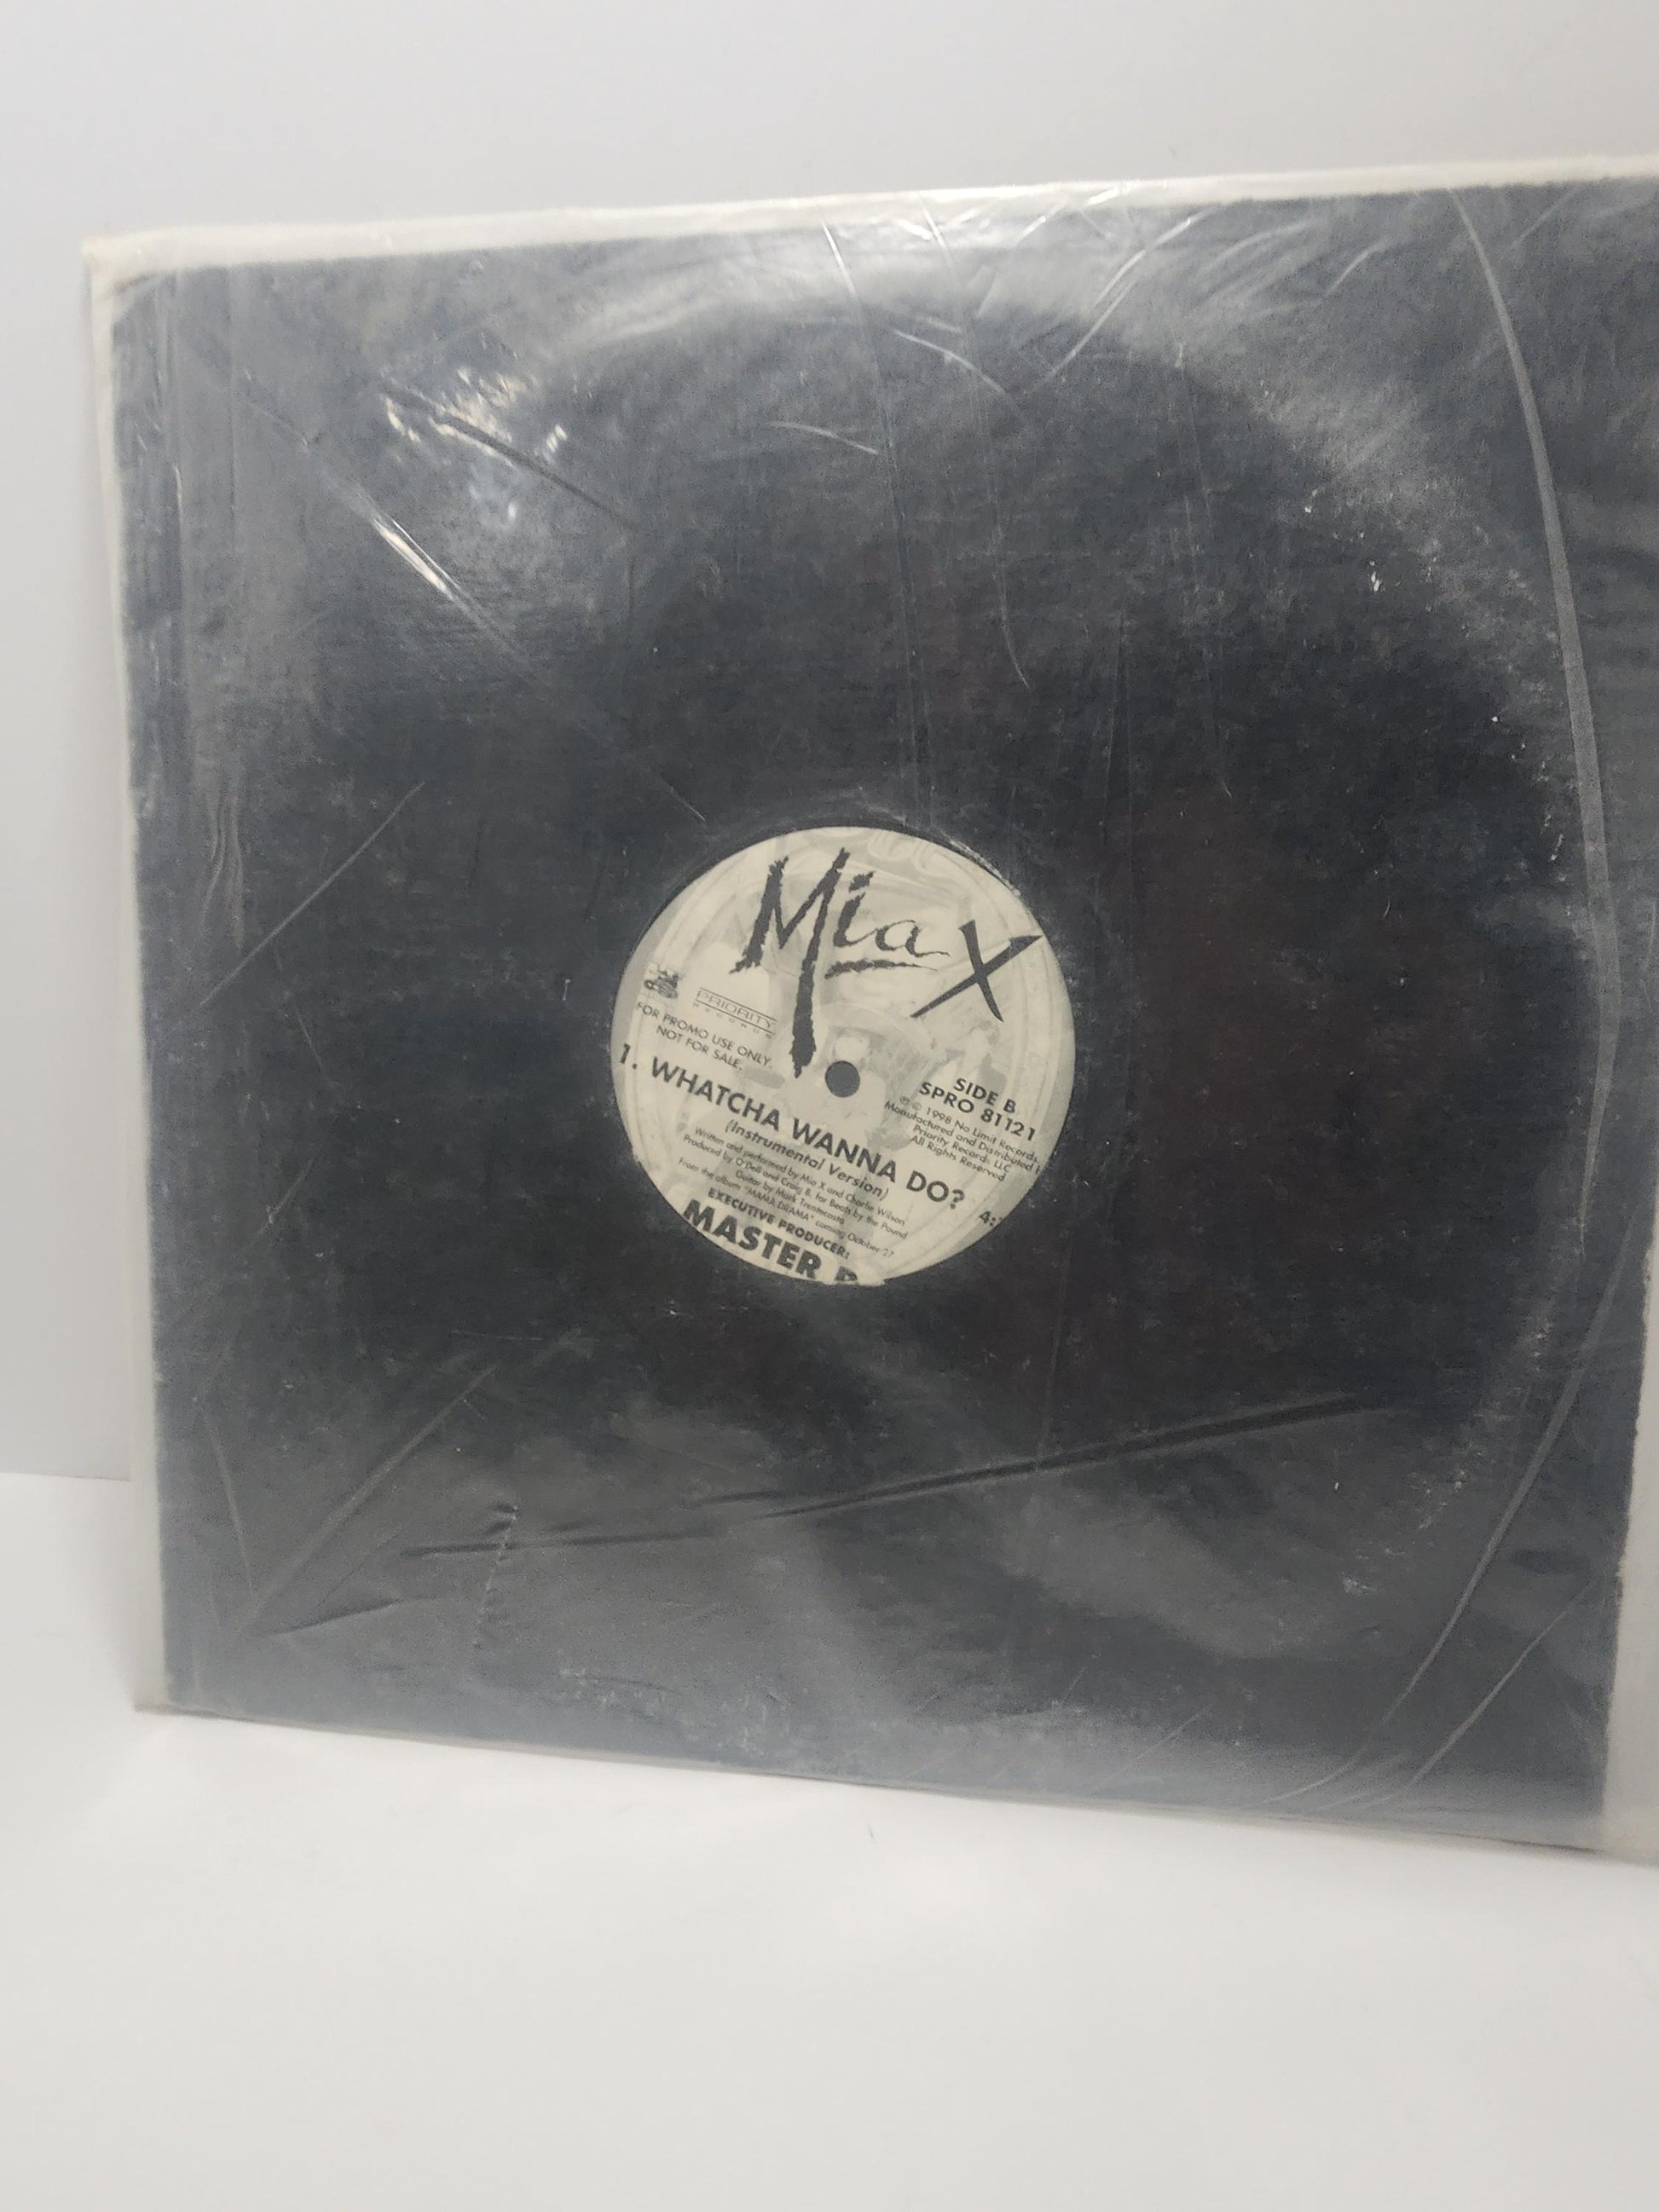 Mia X
PRIORITY
RECORDS
FOR PROMO USE ONLY.
NOT FOR SALE.
SIDE B
SPRO 81121
℗ © 1998 No Limit Records.
Manufactured and Distributed
Priority Records LLC
All Rights Reserved
1. WHATCHA WANNA DO? 4:
(Instrumental Version)
Written and performed by Mia X and Charlie Wilson
Produced by O'Dell and Craig B. for Beats by the Pound
Guitar by Mark
From the album "MAMA DRAMA" coming October 27
EXECUTIVE PRODUCER:
MASTER P